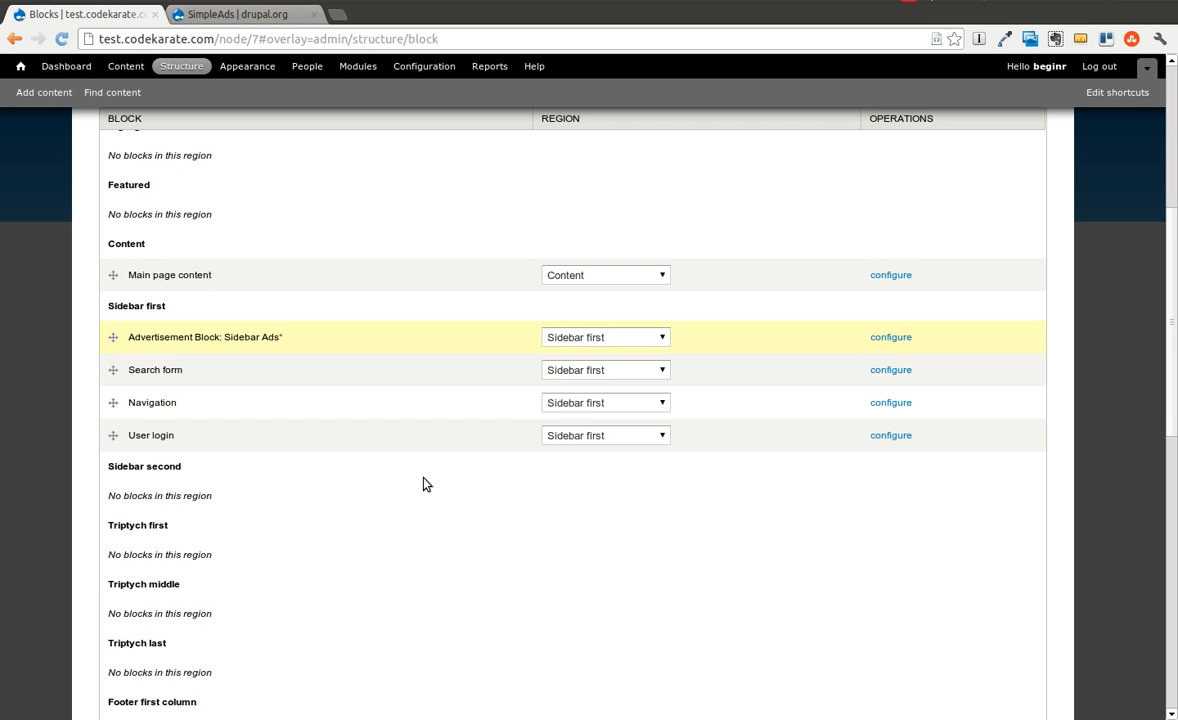 Blocks | test.codekarate.c
SimpleAds | drupal.org
test.codekarate.com/node/7#overlay=admin/structure/block
Dashboard Content Structure Appearance People Modules Configuration Reports Help Hello beginr Log out
Add content Find content Edit shortcuts
BLOCK REGION OPERATIONS
No blocks in this region
Featured
No blocks in this region
Content
Main page content Content configure
Sidebar first
Advertisement Block: Sidebar Ads* Sidebar first configure
Search form Sidebar first configure
Navigation Sidebar first configure
User login Sidebar first configure
Sidebar second
No blocks in this region
Triptych first
No blocks in this region
Triptych middle
No blocks in this region
Triptych last
No blocks in this region
Footer first column